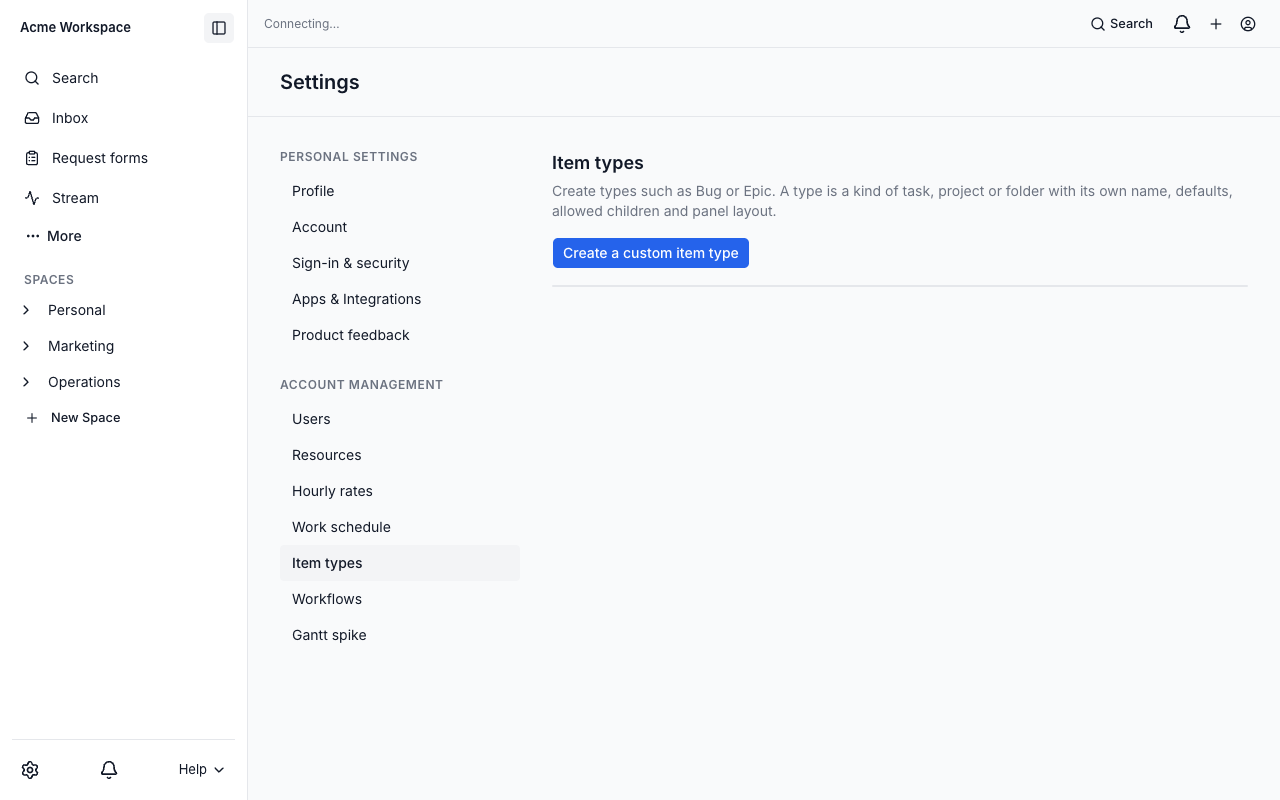 Acme Workspace
Search
Inbox
Request forms
Stream
More
SPACES
Personal
Marketing
Operations
New Space
Help
Connecting...
Search
Settings
PERSONAL SETTINGS
Profile
Account
Sign-in & security
Apps & Integrations
Product feedback
ACCOUNT MANAGEMENT
Users
Resources
Hourly rates
Work schedule
Item types
Workflows
Gantt spike
Item types
Create types such as Bug or Epic. A type is a kind of task, project or folder with its own name, defaults,
allowed children and panel layout.
Create a custom item type